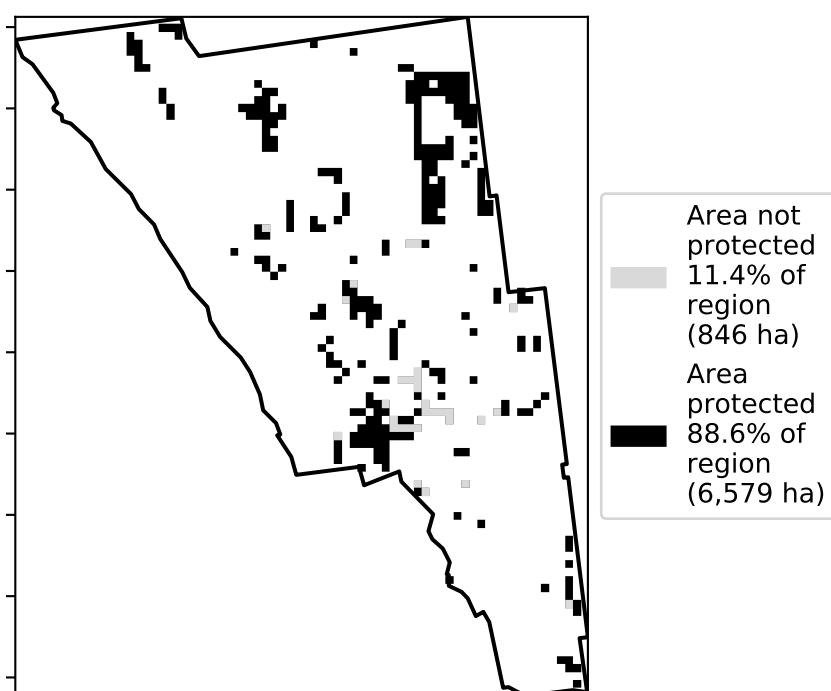 Area not
protected
11.4% of
region
(846 ha)
Area
protected
88.6% of
region
(6,579 ha)